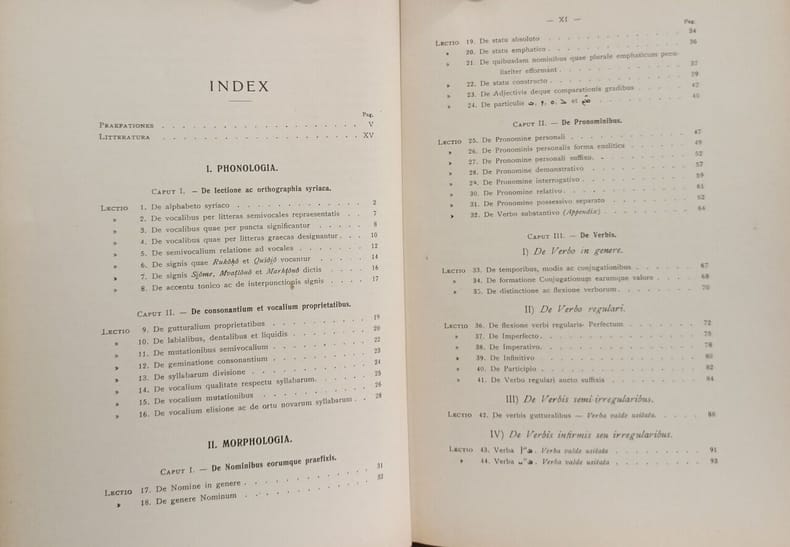 INDEX
Pag.
PRAEFATIONES . . . . . . . . . . . . . . . . V
LITTERATURA . . . . . . . . . . . . . . . . XV
I. PHONOLOGIA.
CAPUT I. — De lectione ac orthographia syriaca.
LECTIO 1. De alphabeto syriaco . . . . . . . . . . 2
» 2. De vocalibus per litteras semivocales repraesentatis . . 7
» 3. De vocalibus quae per puncta significantur . . . . 8
» 4. De vocalibus quae per litteras graecas designantur . . . 10
» 5. De semivocalium relatione ad vocales . . . . . . 12
» 6. De signis quae Rukōḫō et Qušōjō vocantur . . . . 14
» 7. De signis Sjōme, Mvaṭlōnō et Marhṭōnō dictis . . . . 16
» 8. De accentu tonico ac de interpunctionis signis . . . . 17
CAPUT II. — De consonantium et vocalium proprietatibus.
LECTIO 9. De gutturalium proprietatibus . . . . . . . . 19
» 10. De labialibus, dentalibus et liquidis . . . . . . . 20
» 11. De mutationibus semivocalium . . . . . . . . 22
» 12. De geminatione consonantium . . . . . . . . 23
» 13. De syllabarum divisione . . . . . . . . . . 24
» 14. De vocalium qualitate respectu syllabarum. . . . . . 25
» 15. De vocalium mutationibus . . . . . . . . . 26
» 16. De vocalium elisione ac de ortu novarum syllabarum . . 28
II. MORPHOLOGIA.
CAPUT I. — De Nominibus eorumque praefixis.
LECTIO 17. De Nomine in genere . . . . . . . . . . 31
» 18. De genere Nominum . . . . . . . . . . 32
— XI —
Pag.
LECTIO 19. De statu absoluto . . . . . . . . . . 34
» 20. De statu emphatico . . . . . . . . . . 36
» 21. De quibusdam nominibus quae plurale emphaticum pecu-
liariter efformant . . . . . . . . . . 37
» 22. De statu constructo . . . . . . . . . . 39
» 23. De Adjectivis deque comparationis gradibus . . . . 42
» 24. De particulis
CAPUT II. — De Pronominibus.
LECTIO 25. De Pronomine personali . . . . . . . . . 47
» 26. De Pronominis personalis forma enclitica . . . . . 49
» 27. De Pronomine personali suffixo. . . . . . . . 52
» 28. De Pronomine demonstrativo . . . . . . . . 57
» 29. De Pronomine interrogativo . . . . . . . . 59
» 30. De Pronomine relativo . . . . . . . . . 61
» 31. De Pronomine possessivo separato . . . . . . . 62
» 32. De Verbo substantivo (Appendix) . . . . . . . 64
CAPUT III. — De Verbis.
I) De Verbo in genere.
LECTIO 33. De temporibus, modis ac conjugationibus . . . . . 67
» 34. De formatione Conjugationum earumque valore . . . . 68
» 35. De distinctione ac flexione verborum . . . . . . 70
II) De Verbo regulari.
LECTIO 36. De flexione verbi regularis- Perfectum . . . . . . 72
» 37. De Imperfecto . . . . . . . . . . . 75
» 38. De Imperativo . . . . . . . . . . . 78
» 39. De Infinitivo . . . . . . . . . . . 80
» 40. De Participio . . . . . . . . . . . 82
» 41. De Verbo regulari aucto suffixis . . . . . . . 84
III) De Verbis semi-irregularibus.
LECTIO 42. De verbis gutturalibus — Verba valde usitata. . . . . 88
IV) De Verbis infirmis seu irregularibus.
LECTIO 43. Verba . Verba valde usitata . . . . . . . 91
» 44. Verba . Verba valde usitata . . . . . . . 93